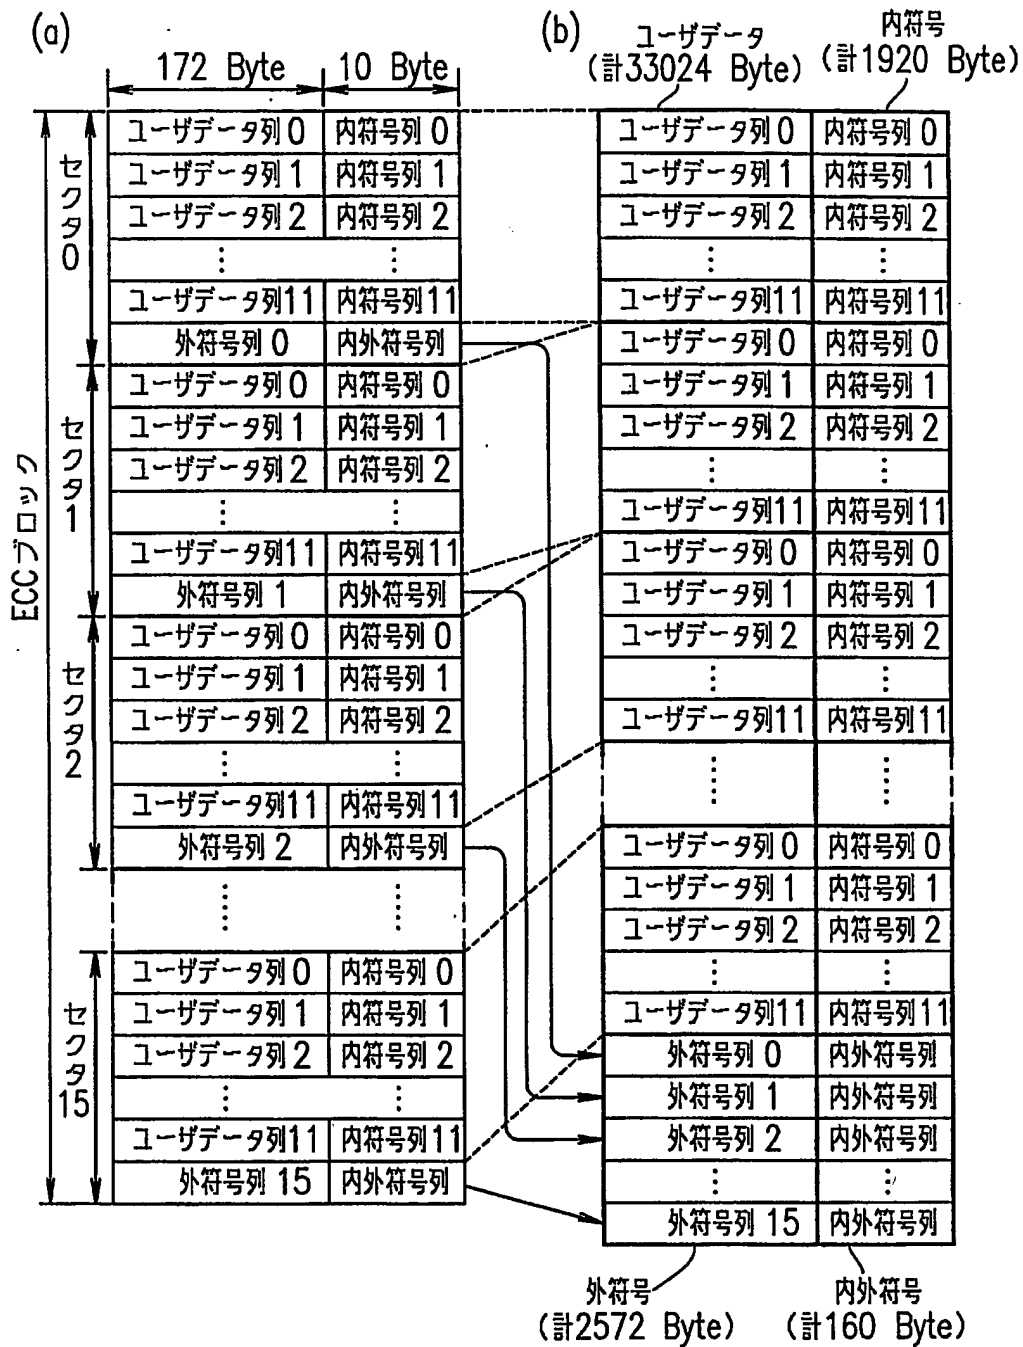 (a)
172 Byte
10 Byte
ECCブロック
セクタ0
ユーザデータ列 0 内符号列 0
ユーザデータ列 1 内符号列 1
ユーザデータ列 2 内符号列 2
⋮ ⋮
ユーザデータ列11 内符号列11
外符号列 0 内外符号列
セクタ1
ユーザデータ列 0 内符号列 0
ユーザデータ列 1 内符号列 1
ユーザデータ列 2 内符号列 2
⋮ ⋮
ユーザデータ列11 内符号列11
外符号列 1 内外符号列
セクタ2
ユーザデータ列 0 内符号列 0
ユーザデータ列 1 内符号列 1
ユーザデータ列 2 内符号列 2
⋮ ⋮
ユーザデータ列11 内符号列11
外符号列 2 内外符号列
⋮ ⋮
セクタ15
ユーザデータ列 0 内符号列 0
ユーザデータ列 1 内符号列 1
ユーザデータ列 2 内符号列 2
⋮ ⋮
ユーザデータ列11 内符号列11
外符号列 15 内外符号列
(b)
ユーザデータ
(計33024 Byte)
内符号
(計1920 Byte)
ユーザデータ列 0 内符号列 0
ユーザデータ列 1 内符号列 1
ユーザデータ列 2 内符号列 2
⋮ ⋮
ユーザデータ列11 内符号列11
ユーザデータ列 0 内符号列 0
ユーザデータ列 1 内符号列 1
ユーザデータ列 2 内符号列 2
⋮ ⋮
ユーザデータ列11 内符号列11
ユーザデータ列 0 内符号列 0
ユーザデータ列 1 内符号列 1
ユーザデータ列 2 内符号列 2
⋮ ⋮
ユーザデータ列11 内符号列11
⋮ ⋮
ユーザデータ列 0 内符号列 0
ユーザデータ列 1 内符号列 1
ユーザデータ列 2 内符号列 2
⋮ ⋮
ユーザデータ列11 内符号列11
外符号列 0 内外符号列
外符号列 1 内外符号列
外符号列 2 内外符号列
⋮ ⋮
外符号列 15 内外符号列
外符号
(計2572 Byte)
内外符号
(計160 Byte)